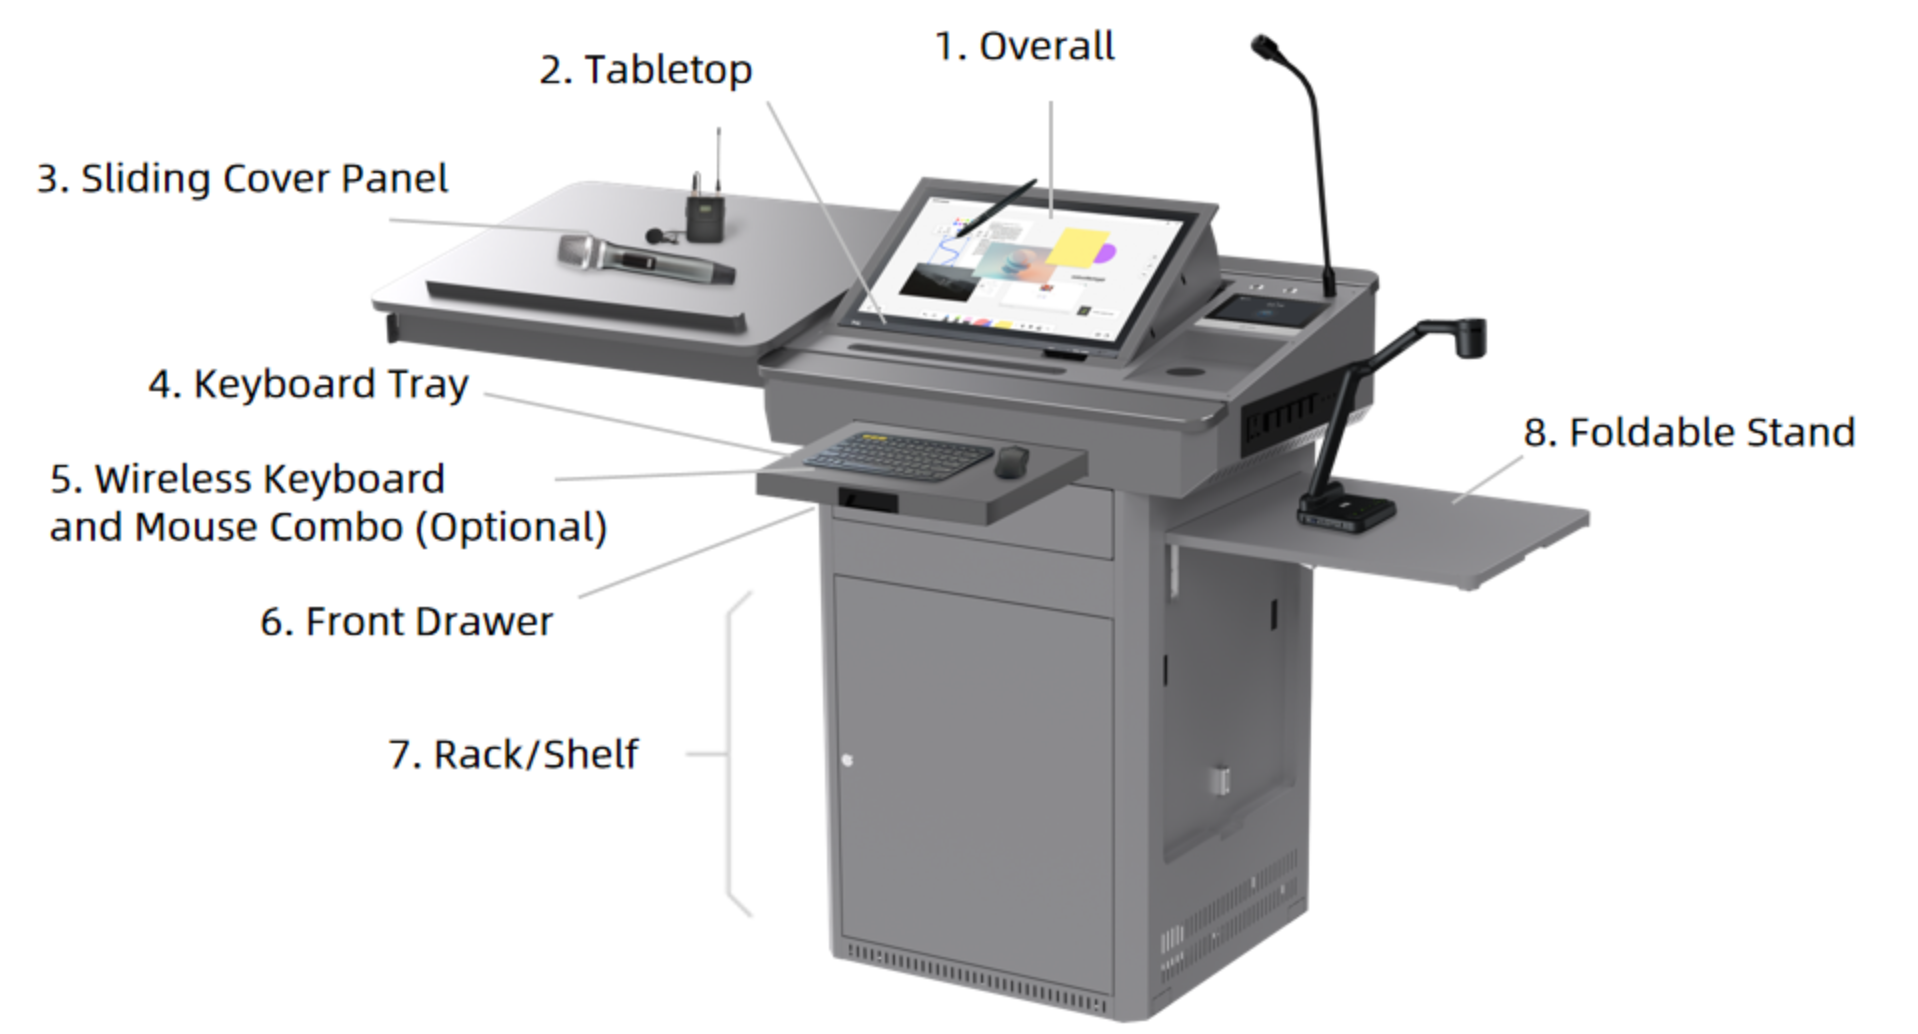 1. Overall
2. Tabletop
3. Sliding Cover Panel
4. Keyboard Tray
5. Wireless Keyboard
and Mouse Combo (Optional)
6. Front Drawer
7. Rack/Shelf
8. Foldable Stand